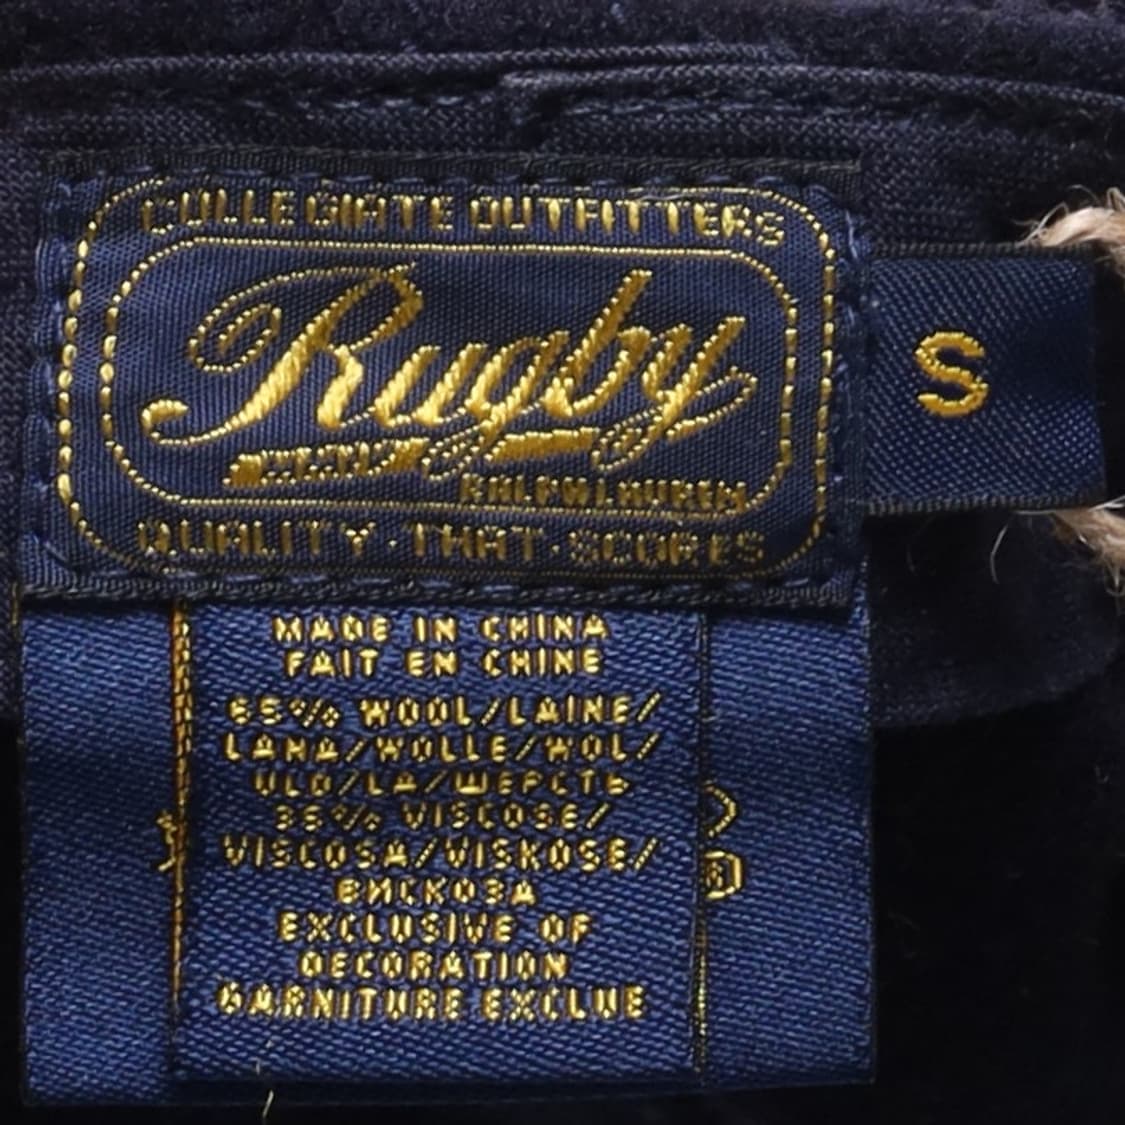 COLLEGIATE OUTFITTERS
Rugby
RALPH LAUREN
QUALITY · THAT · SCORES
S
MADE IN CHINA
FAIT EN CHINE
65% WOOL/LAINE/
LANA/WOLLE/WOL/
ULD/LA/ШЕРСТЬ
35% VISCOSE/
VISCOSA/VISKOSE/
ВИСКОЗА
EXCLUSIVE OF
DECORATION
GARNITURE EXCLUE